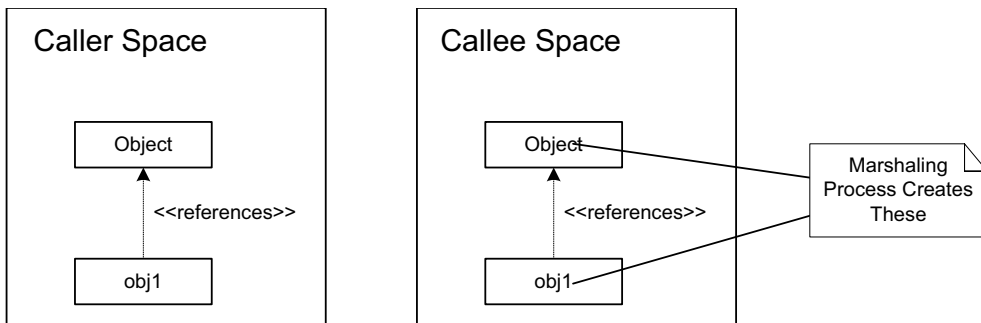 Caller Space
Object
<<references>>
obj1
Callee Space
Object
<<references>>
obj1
Marshaling
Process Creates
These